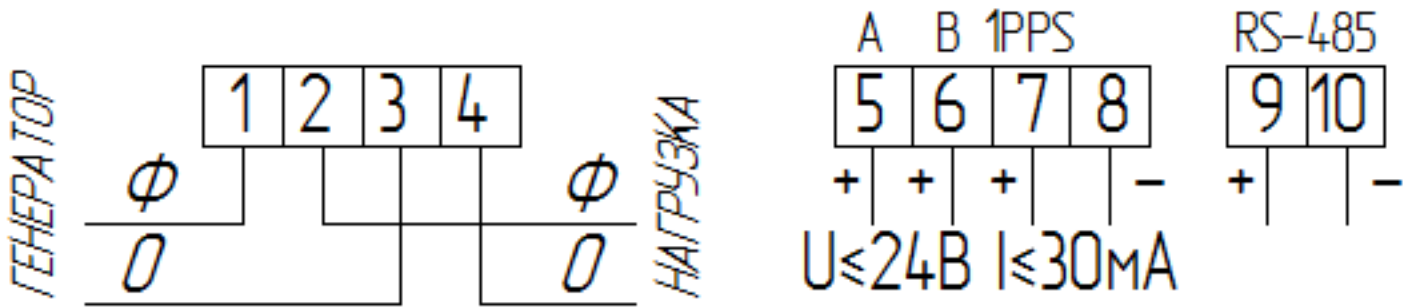 A B 1PPS RS-485
1 2 3 4 5 6 7 8 9 10
ГЕНЕРАТОР
НАГРУЗКА
Ф Ф + + + - + -
0 0 U≤24В I≤30мА